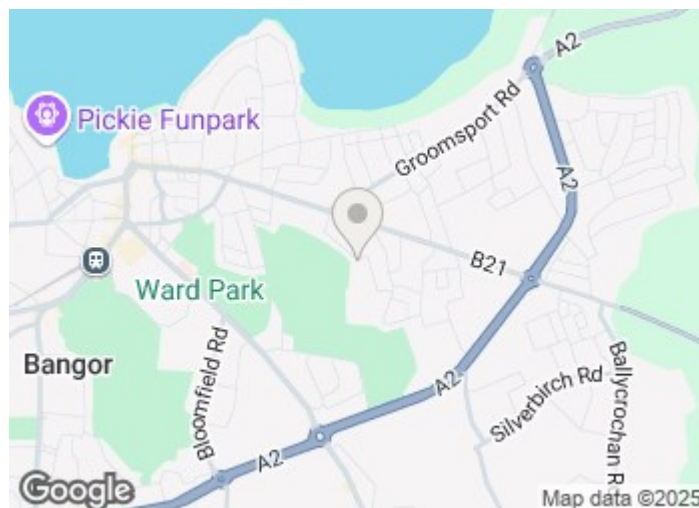 A2
Pickie Funpark
Groomsport Rd
A2
B21
Ward Park
Bangor
Bloomfield Rd
A2
Silverbirch Rd
Ballycrochan Rd
A2
Google
Map data ©2025